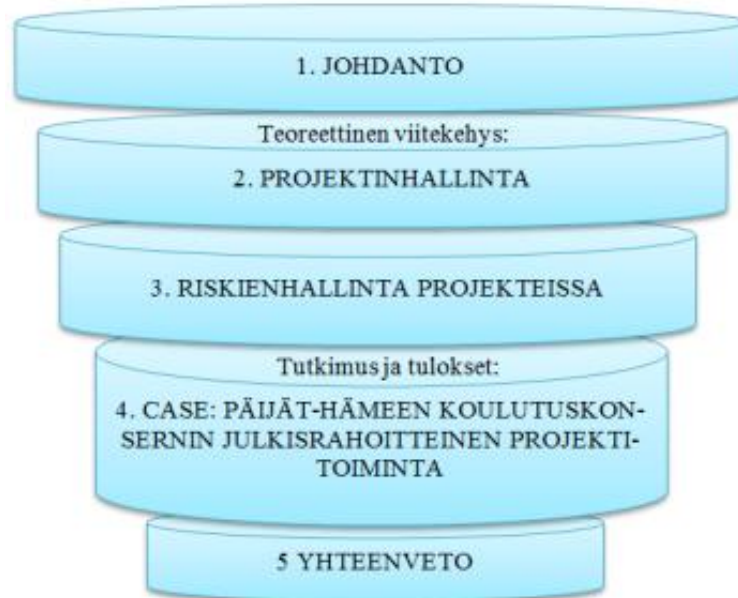 1. JOHDANTO
Teoreettinen viitekehys:
2. PROJEKTINHALLINTA
3. RISKIENHALLINTA PROJEKTEISSA
Tutkimus ja tulokset:
4. CASE: PÄIJÄT-HÄMEEN KOULUTUSKON-
SERNIN JULKISRAHOITTEINEN PROJEKTI-
TOIMINTA
5 YHTEENVETO